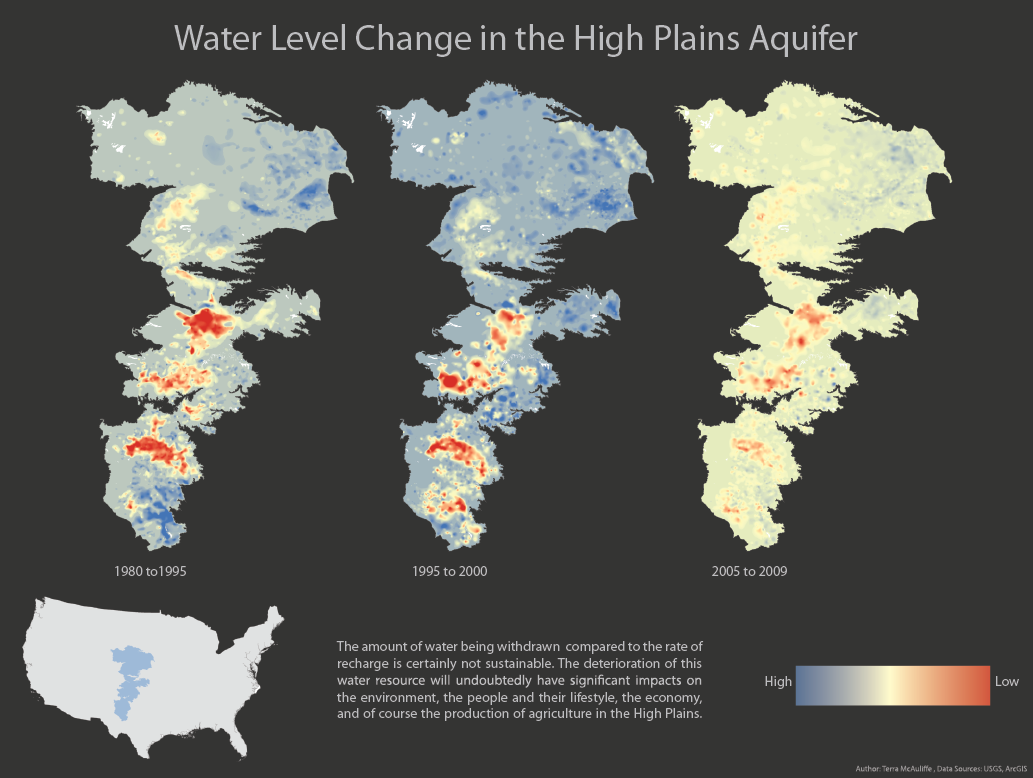 Water Level Change in the High Plains Aquifer
1980 to1995
1995 to 2000
2005 to 2009
The amount of water being withdrawn compared to the rate of
recharge is certainly not sustainable. The deterioration of this
water resource will undoubtedly have significant impacts on
the environment, the people and their lifestyle, the economy,
and of course the production of agriculture in the High Plains.
High
Low
Author: Terra McAuliffe , Data Sources: USGS, ArcGIS